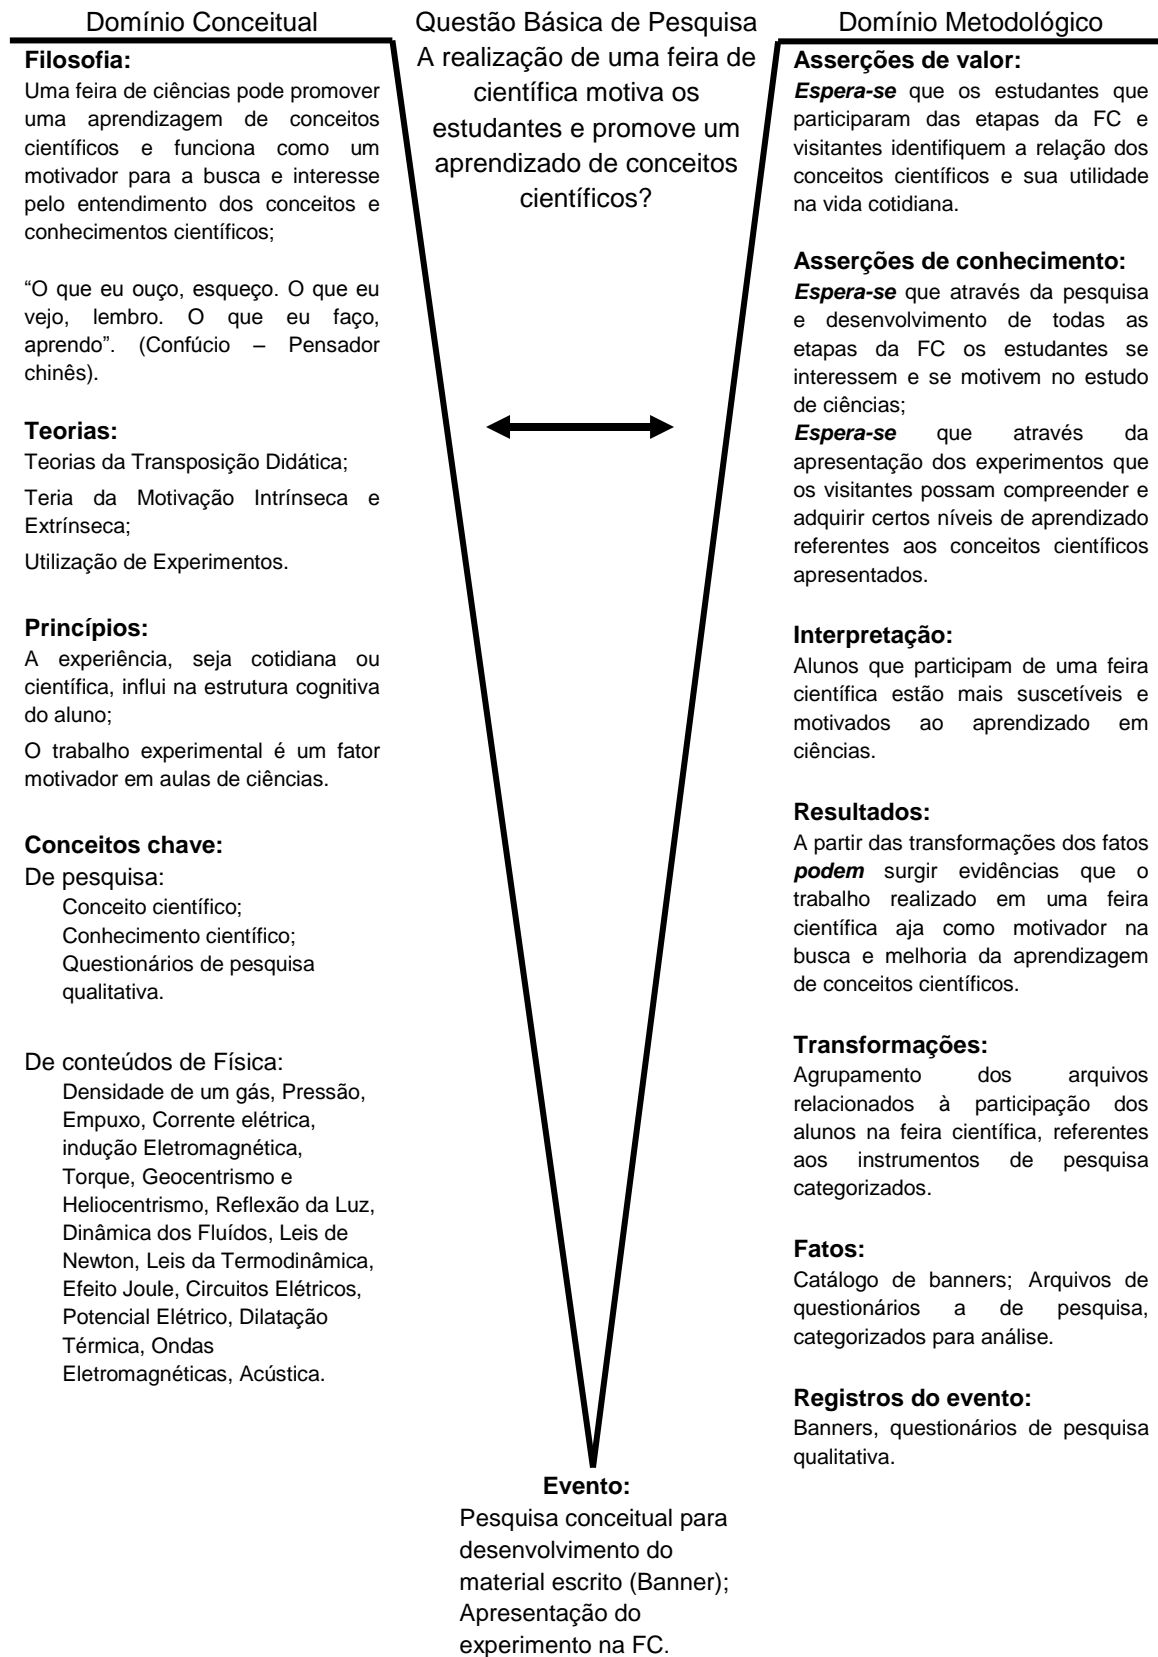 Domínio Conceitual
Filosofia:
Uma feira de ciências pode promover
uma aprendizagem de conceitos
científicos e funciona como um
motivador para a busca e interesse
pelo entendimento dos conceitos e
conhecimentos científicos;
“O que eu ouço, esqueço. O que eu
vejo, lembro. O que eu faço,
aprendo”. (Confúcio – Pensador
chinês).
Teorias:
Teorias da Transposição Didática;
Teria da Motivação Intrínseca e
Extrínseca;
Utilização de Experimentos.
Princípios:
A experiência, seja cotidiana ou
científica, influi na estrutura cognitiva
do aluno;
O trabalho experimental é um fator
motivador em aulas de ciências.
Conceitos chave:
De pesquisa:
Conceito científico;
Conhecimento científico;
Questionários de pesquisa
qualitativa.
De conteúdos de Física:
Densidade de um gás, Pressão,
Empuxo, Corrente elétrica,
indução Eletromagnética,
Torque, Geocentrismo e
Heliocentrismo, Reflexão da Luz,
Dinâmica dos Fluídos, Leis de
Newton, Leis da Termodinâmica,
Efeito Joule, Circuitos Elétricos,
Potencial Elétrico, Dilatação
Térmica, Ondas
Eletromagnéticas, Acústica.
Questão Básica de Pesquisa
A realização de uma feira de
científica motiva os
estudantes e promove um
aprendizado de conceitos
científicos?
Evento:
Pesquisa conceitual para
desenvolvimento do
material escrito (Banner);
Apresentação do
experimento na FC.
Domínio Metodológico
Asserções de valor:
Espera-se que os estudantes que
participaram das etapas da FC e
visitantes identifiquem a relação dos
conceitos científicos e sua utilidade
na vida cotidiana.
Asserções de conhecimento:
Espera-se que através da pesquisa
e desenvolvimento de todas as
etapas da FC os estudantes se
interessem e se motivem no estudo
de ciências;
Espera-se que através da
apresentação dos experimentos que
os visitantes possam compreender e
adquirir certos níveis de aprendizado
referentes aos conceitos científicos
apresentados.
Interpretação:
Alunos que participam de uma feira
científica estão mais suscetíveis e
motivados ao aprendizado em
ciências.
Resultados:
A partir das transformações dos fatos
podem surgir evidências que o
trabalho realizado em uma feira
científica aja como motivador na
busca e melhoria da aprendizagem
de conceitos científicos.
Transformações:
Agrupamento dos arquivos
relacionados à participação dos
alunos na feira científica, referentes
aos instrumentos de pesquisa
categorizados.
Fatos:
Catálogo de banners; Arquivos de
questionários a de pesquisa,
categorizados para análise.
Registros do evento:
Banners, questionários de pesquisa
qualitativa.